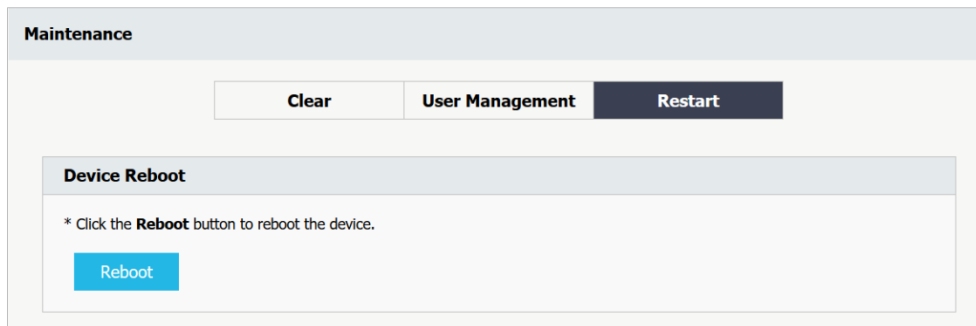 Maintenance
Clear User Management Restart
Device Reboot
* Click the Reboot button to reboot the device.
Reboot